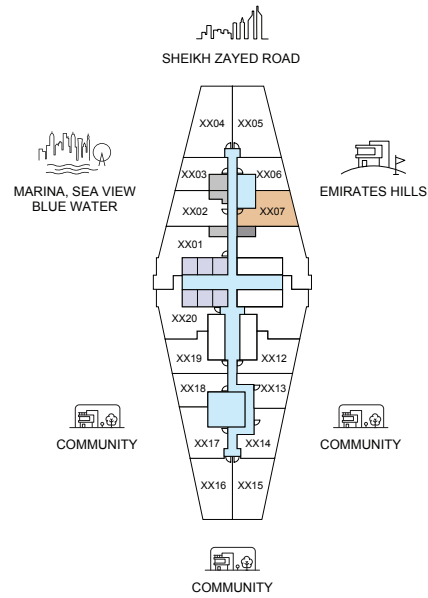 SHEIKH ZAYED ROAD
XX04 XX05
XX03 XX06
MARINA, SEA VIEW
BLUE WATER
EMIRATES HILLS
XX02 XX07
XX01
XX20
XX19 XX12
XX18 XX13
COMMUNITY
COMMUNITY
XX17 XX14
XX16 XX15
COMMUNITY